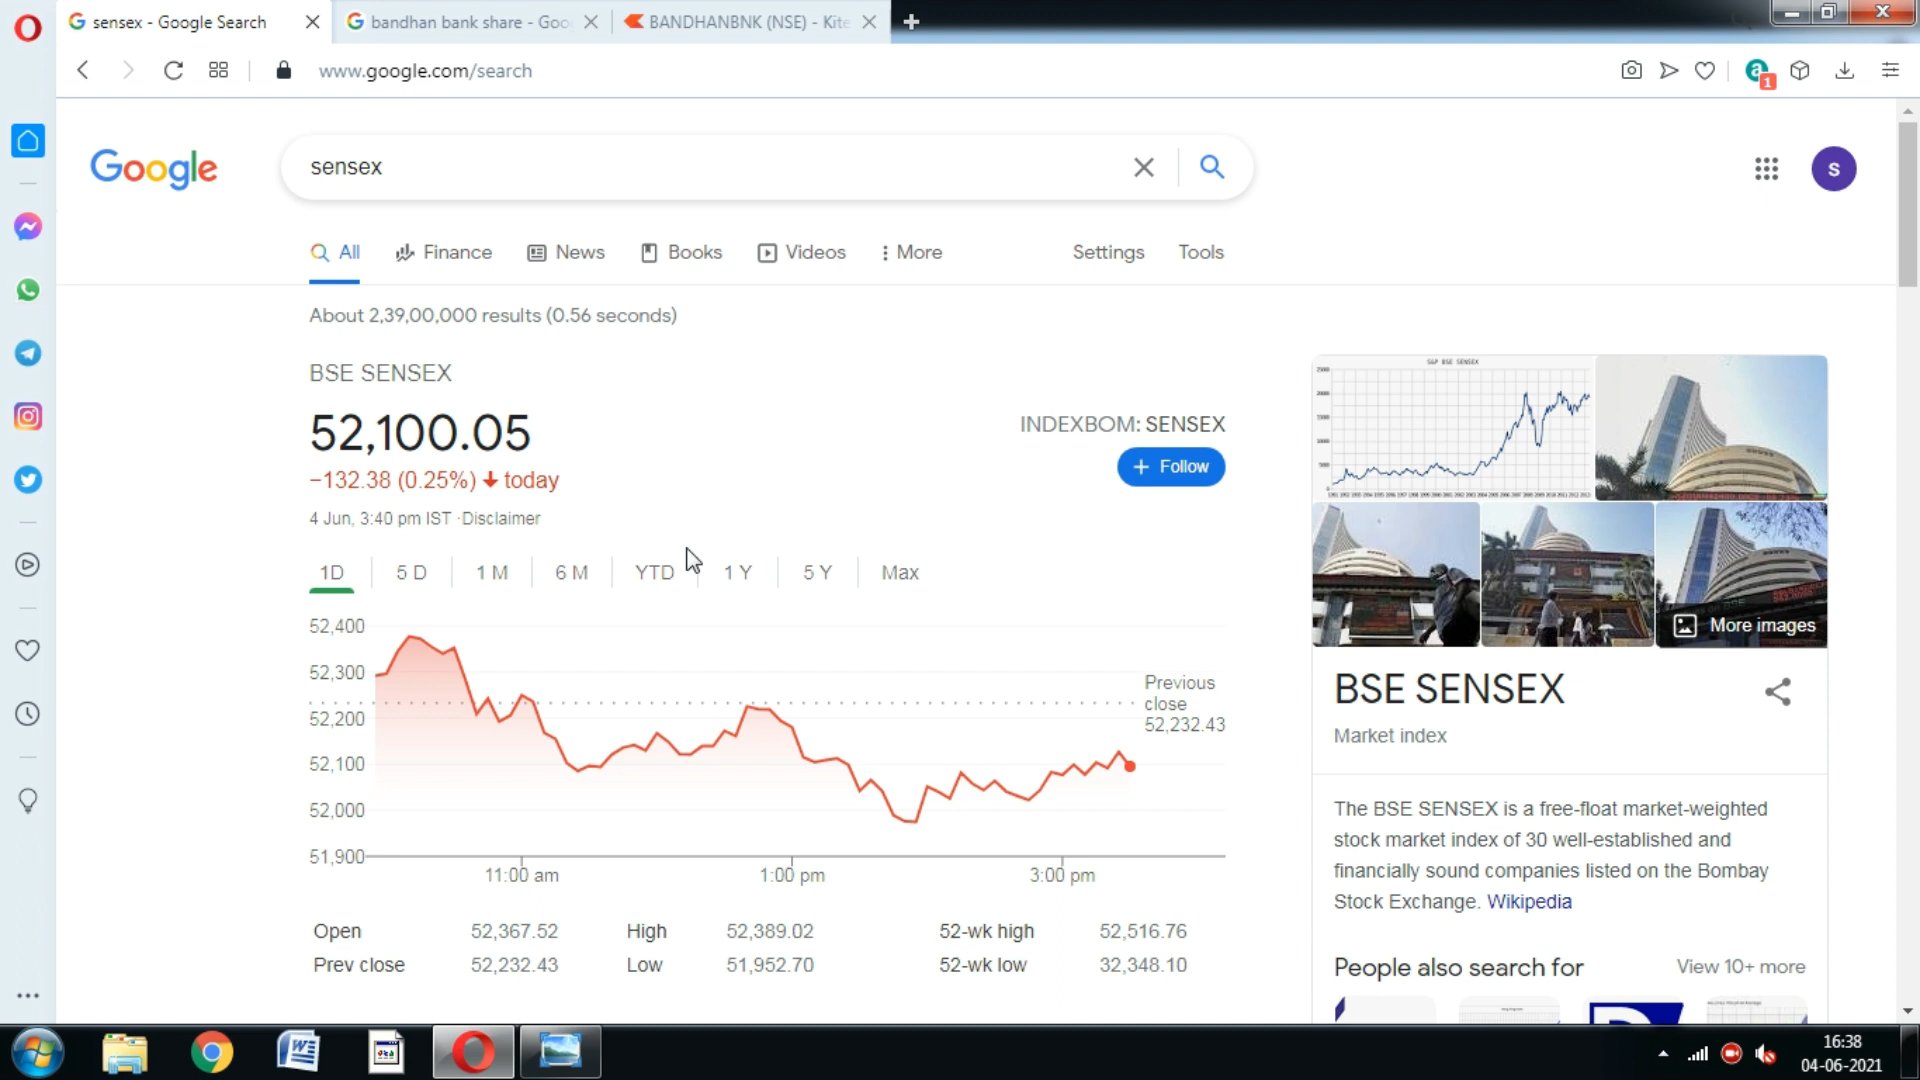 sensex - Google Search
bandhan bank share - Goo
BANDHANBNK (NSE) - Kite
www.google.com/search
a
1
Google
sensex
S
All
Finance
News
Books
Videos
More
Settings
Tools
About 2,39,00,000 results (0.56 seconds)
BSE SENSEX
52,100.05
INDEXBOM: SENSEX
+ Follow
−132.38 (0.25%) today
4 Jun, 3:40 pm IST ·Disclaimer
1D
5 D
1 M
6 M
YTD
1 Y
5 Y
Max
52,400
52,300
52,200
52,100
52,000
51,900
Previous
close
52,232.43
11:00 am
1:00 pm
3:00 pm
Open 52,367.52 High 52,389.02 52-wk high 52,516.76
Prev close 52,232.43 Low 51,952.70 52-wk low 32,348.10
S&P BSE SENSEX
More images
BSE SENSEX
Market index
The BSE SENSEX is a free-float market-weighted
stock market index of 30 well-established and
financially sound companies listed on the Bombay
Stock Exchange. Wikipedia
People also search for
View 10+ more
16:38
04-06-2021